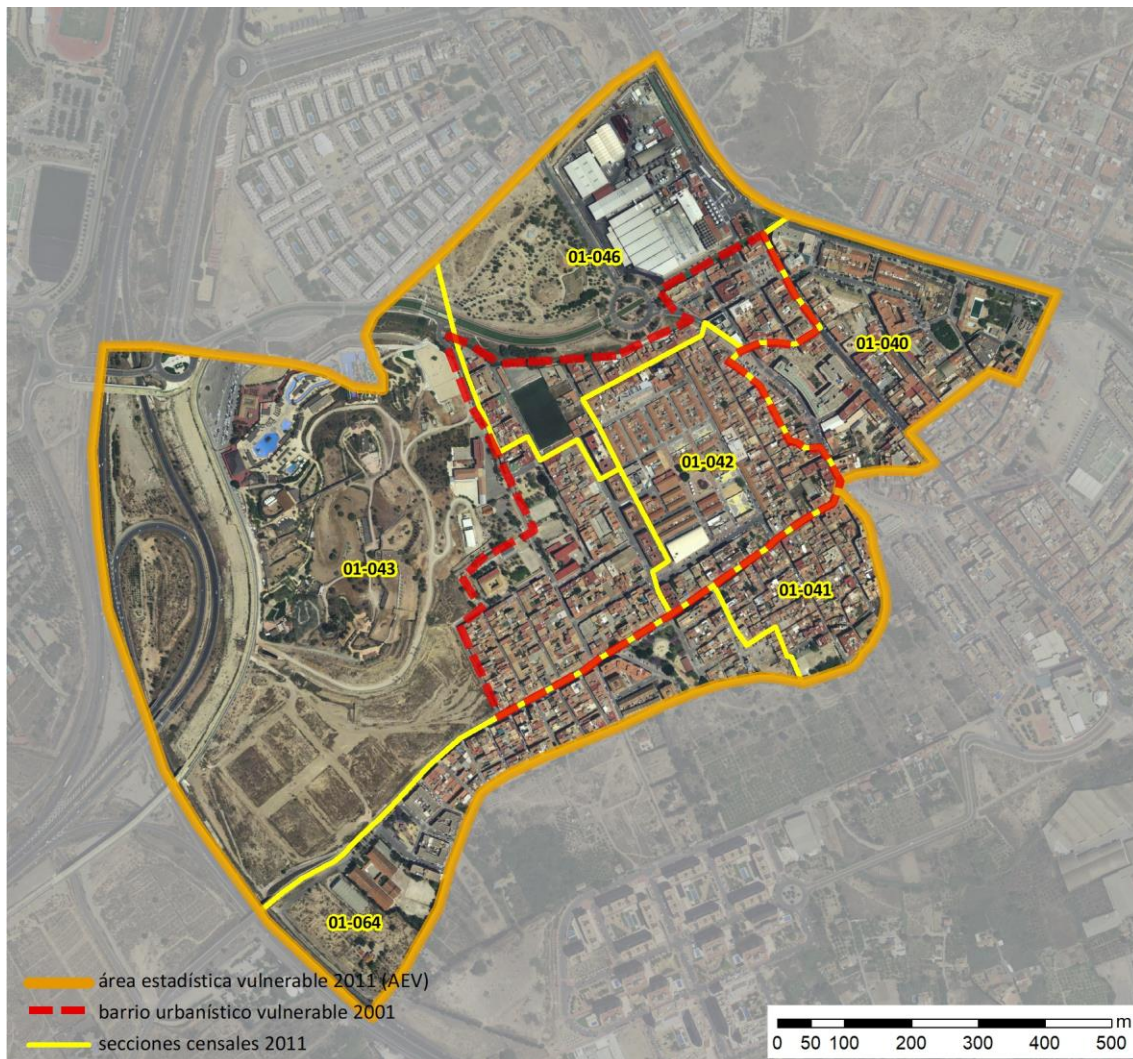 01-046
01-040
01-042
01-043
01-041
01-064
área estadística vulnerable 2011 (AEV)
barrio urbanístico vulnerable 2001
secciones censales 2011
m
0 50 100 200 300 400 500